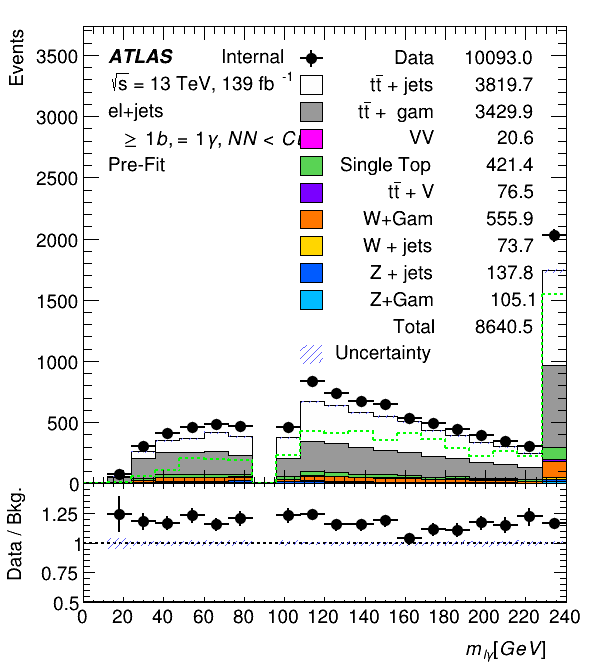 Events
3500
3000
2500
2000
1500
1000
500
0
ATLAS Internal
√s = 13 TeV, 139 fb -1
el+jets
≥ 1b, = 1γ, NN < 
Pre-Fit
Data 10093.0
tt̄ + jets 3819.7
tt̄ + gam 3429.9
VV 20.6
Single Top 421.4
tt̄ + V 76.5
W+Gam 555.9
W + jets 73.7
Z + jets 137.8
Z+Gam 105.1
Total 8640.5
Uncertainty
Data / Bkg.
1.25
1
0.75
0.5
0 20 40 60 80 100 120 140 160 180 200 220 240
m_lγ [GeV]